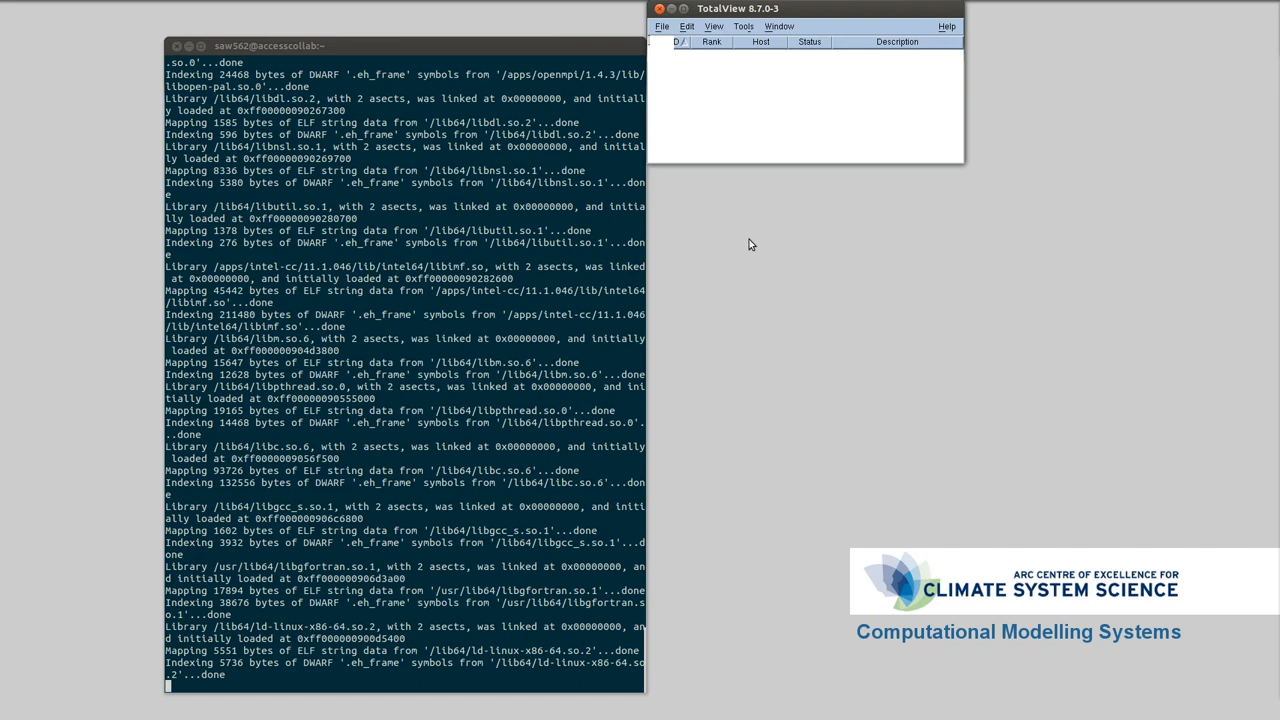 saw562@accesscollab:~
.so.0'...done
Indexing 24468 bytes of DWARF '.eh_frame' symbols from '/apps/openmpi/1.4.3/lib/
libopen-pal.so.0'...done
Library /lib64/libdl.so.2, with 2 asects, was linked at 0x00000000, and initiall
y loaded at 0xff00000090267300
Mapping 1585 bytes of ELF string data from '/lib64/libdl.so.2'...done
Indexing 596 bytes of DWARF '.eh_frame' symbols from '/lib64/libdl.so.2'...done
Library /lib64/libnsl.so.1, with 2 asects, was linked at 0x00000000, and initial
ly loaded at 0xff00000090269700
Mapping 8336 bytes of ELF string data from '/lib64/libnsl.so.1'...done
Indexing 5380 bytes of DWARF '.eh_frame' symbols from '/lib64/libnsl.so.1'...don
e
Library /lib64/libutil.so.1, with 2 asects, was linked at 0x00000000, and initia
lly loaded at 0xff00000090280700
Mapping 1378 bytes of ELF string data from '/lib64/libutil.so.1'...done
Indexing 276 bytes of DWARF '.eh_frame' symbols from '/lib64/libutil.so.1'...don
e
Library /apps/intel-cc/11.1.046/lib/intel64/libimf.so, with 2 asects, was linked
at 0x00000000, and initially loaded at 0xff00000090282600
Mapping 45442 bytes of ELF string data from '/apps/intel-cc/11.1.046/lib/intel64
/libimf.so'...done
Indexing 211480 bytes of DWARF '.eh_frame' symbols from '/apps/intel-cc/11.1.046
/lib/intel64/libimf.so'...done
Library /lib64/libm.so.6, with 2 asects, was linked at 0x00000000, and initially
loaded at 0xff000000904d3800
Mapping 15647 bytes of ELF string data from '/lib64/libm.so.6'...done
Indexing 12628 bytes of DWARF '.eh_frame' symbols from '/lib64/libm.so.6'...done
Library /lib64/libpthread.so.0, with 2 asects, was linked at 0x00000000, and ini
tially loaded at 0xff00000090555000
Mapping 19165 bytes of ELF string data from '/lib64/libpthread.so.0'...done
Indexing 14468 bytes of DWARF '.eh_frame' symbols from '/lib64/libpthread.so.0'.
..done
Library /lib64/libc.so.6, with 2 asects, was linked at 0x00000000, and initially
loaded at 0xff0000009056f500
Mapping 93726 bytes of ELF string data from '/lib64/libc.so.6'...done
Indexing 132556 bytes of DWARF '.eh_frame' symbols from '/lib64/libc.so.6'...don
e
Library /lib64/libgcc_s.so.1, with 2 asects, was linked at 0x00000000, and initi
ally loaded at 0xff000000906c6800
Mapping 1602 bytes of ELF string data from '/lib64/libgcc_s.so.1'...done
Indexing 3932 bytes of DWARF '.eh_frame' symbols from '/lib64/libgcc_s.so.1'...d
one
Library /usr/lib64/libgfortran.so.1, with 2 asects, was linked at 0x00000000, an
d initially loaded at 0xff000000906d3a00
Mapping 17894 bytes of ELF string data from '/usr/lib64/libgfortran.so.1'...done
Indexing 38676 bytes of DWARF '.eh_frame' symbols from '/usr/lib64/libgfortran.s
o.1'...done
Library /lib64/ld-linux-x86-64.so.2, with 2 asects, was linked at 0x00000000, an
d initially loaded at 0xff000000900d5400
Mapping 5551 bytes of ELF string data from '/lib64/ld-linux-x86-64.so.2'...done
Indexing 5736 bytes of DWARF '.eh_frame' symbols from '/lib64/ld-linux-x86-64.so
.2'...done
TotalView 8.7.0-3
File Edit View Tools Window Help
Rank Host Status Description
ARC CENTRE OF EXCELLENCE FOR
CLIMATE SYSTEM SCIENCE
Computational Modelling Systems